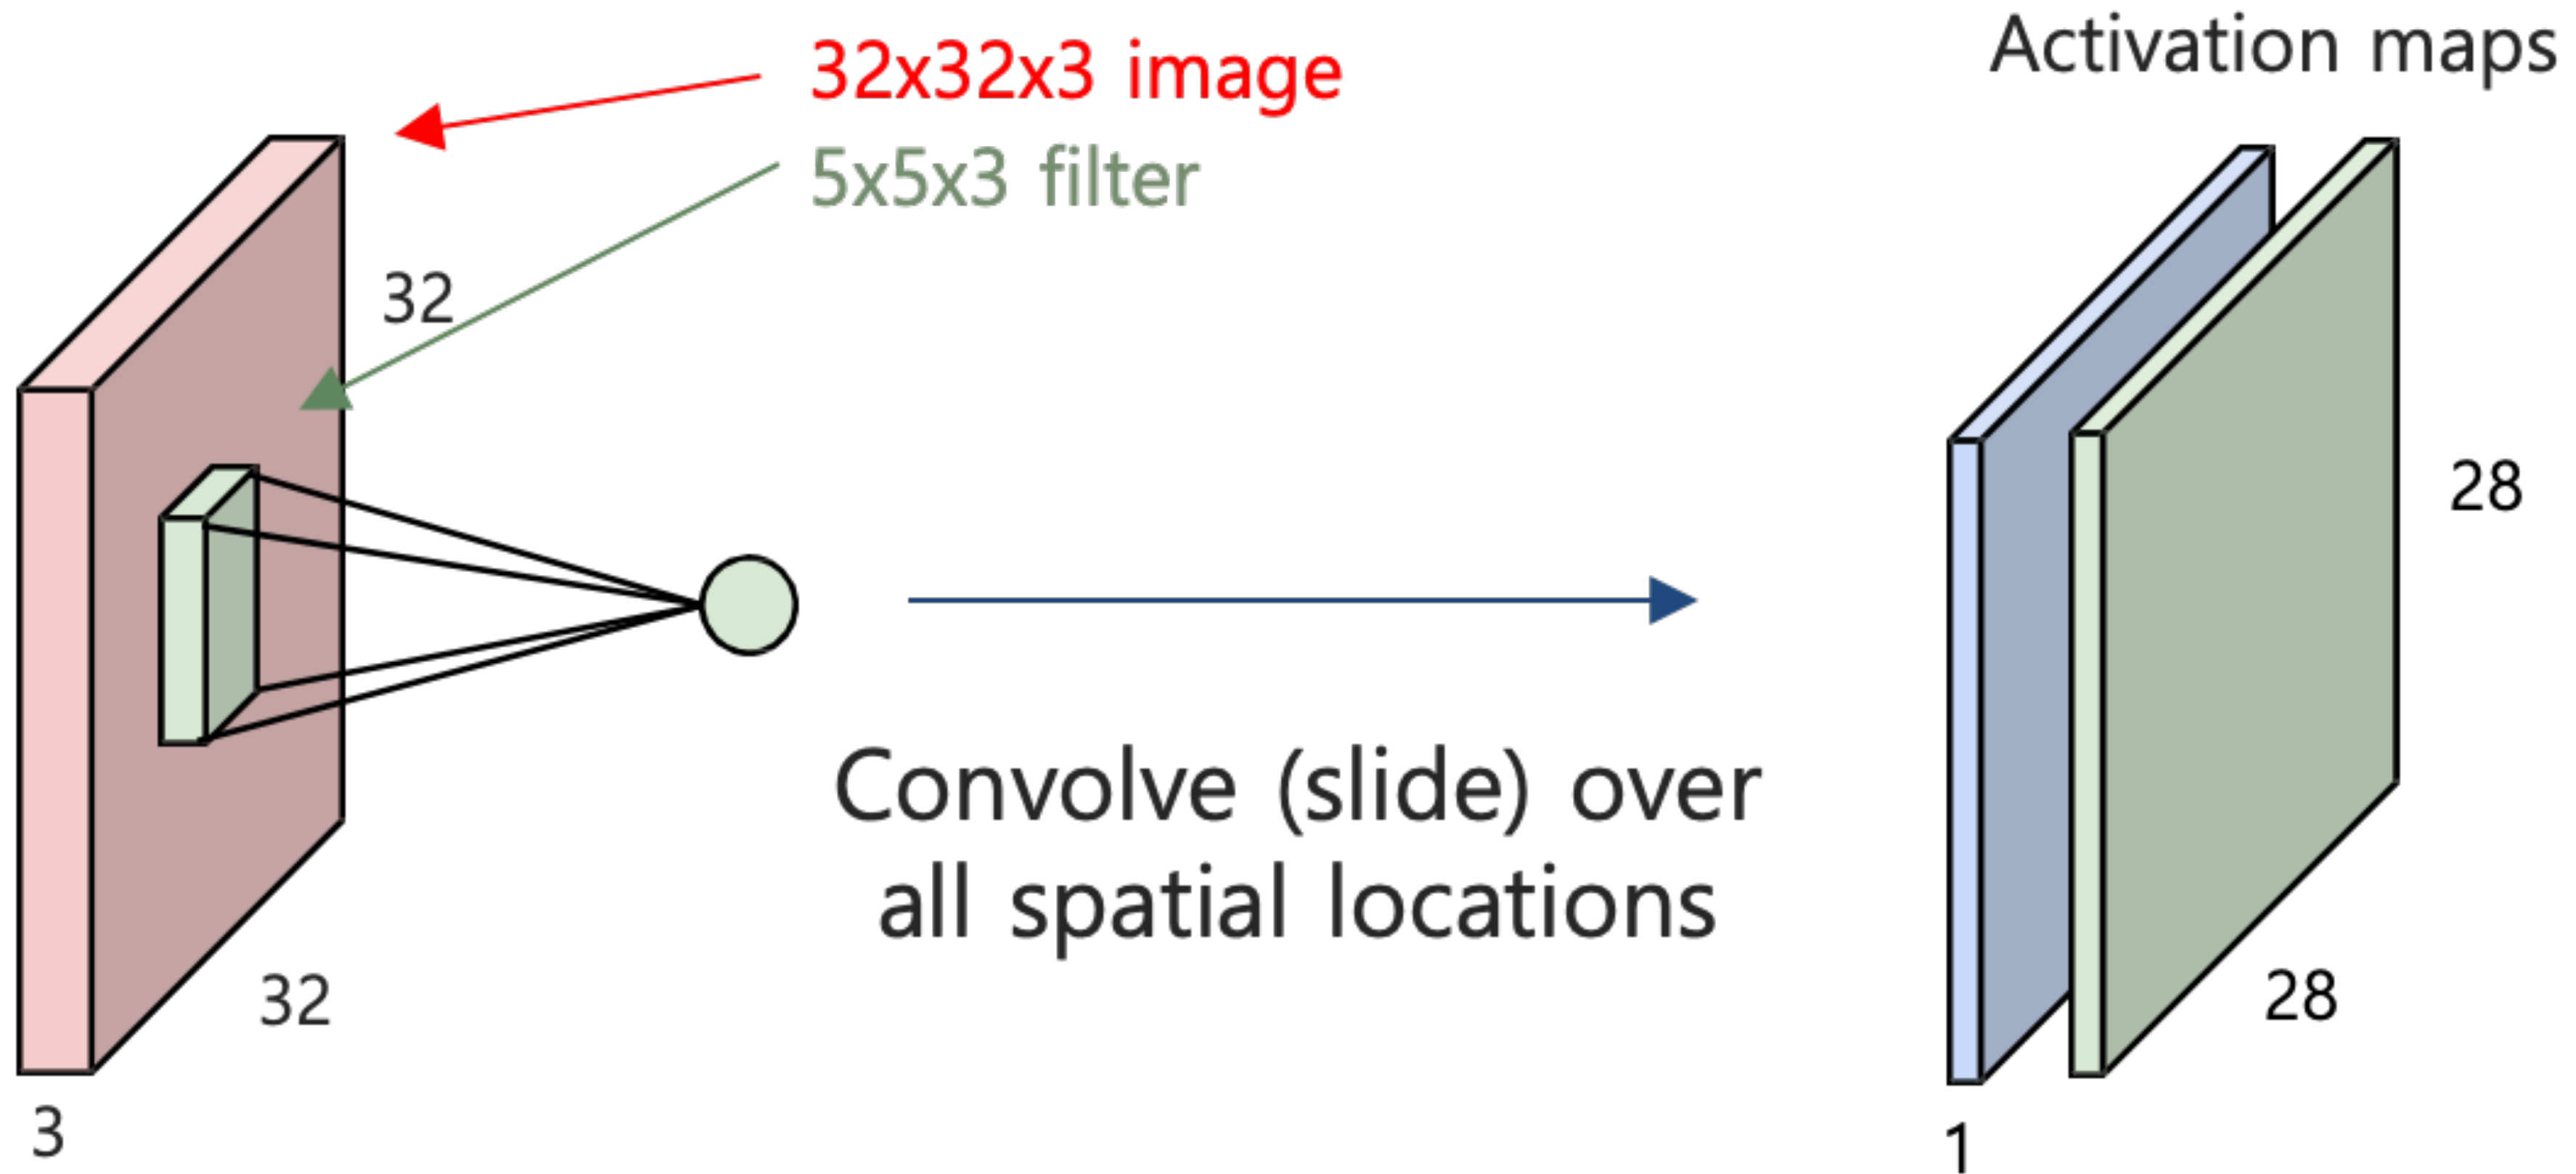 Activation maps
32x32x3 image
5x5x3 filter
32
28
Convolve (slide) over
all spatial locations
32
28
3
1